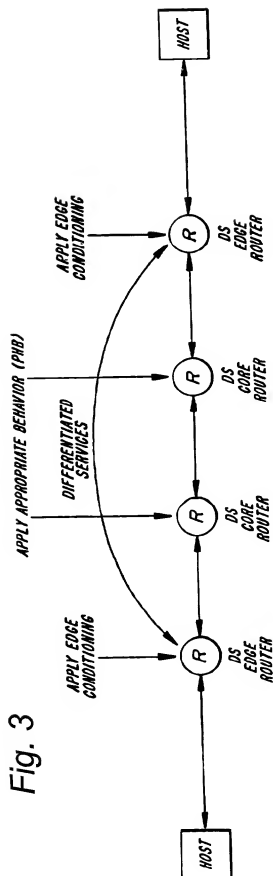 Fig. 3
APPLY APPROPRIATE BEHAVIOR (PHB)
APPLY EDGE
CONDITIONING
DIFFERENTIATED
SERVICES
APPLY EDGE
CONDITIONING
HOST
R
R
R
R
HOST
DS
EDGE
ROUTER
DS
CORE
ROUTER
DS
CORE
ROUTER
DS
EDGE
ROUTER